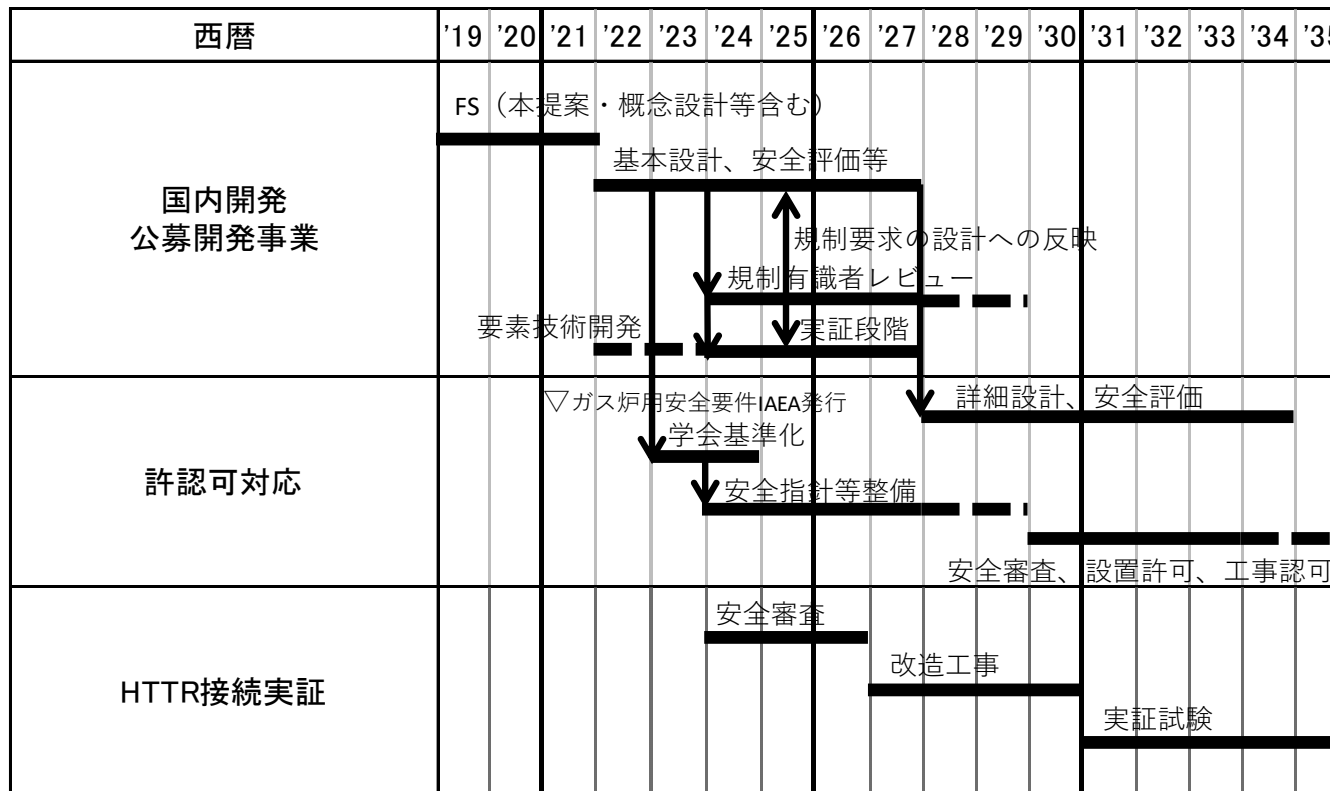 西暦 '19 '20 '21 '22 '23 '24 '25 '26 '27 '28 '29 '30 '31 '32 '33 '34 '35
国内開発
公募開発事業
FS（本提案・概念設計等含む）
基本設計、安全評価等
規制要求の設計への反映
規制有識者レビュー
要素技術開発
実証段階
許認可対応
▽ガス炉用安全要件IAEA発行
詳細設計、安全評価
学会基準化
安全指針等整備
安全審査、設置許可、工事認可
HTTR接続実証
安全審査
改造工事
実証試験